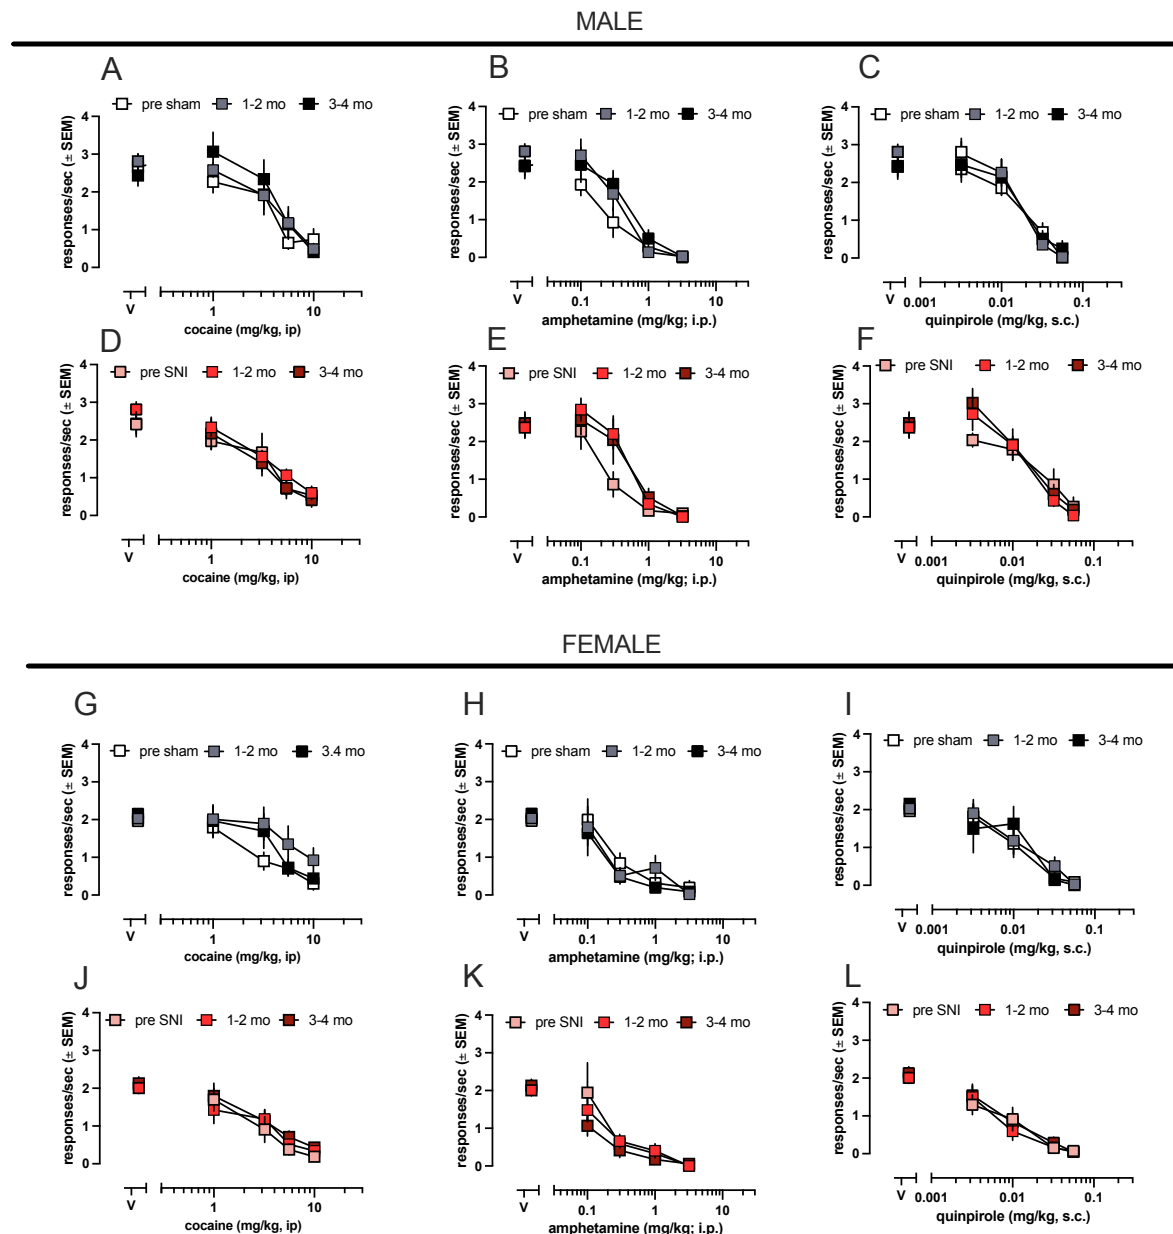 MALE
A
pre sham 1-2 mo 3-4 mo
responses/sec (± SEM)
4
3
2
1
0
V
1 10
cocaine (mg/kg, ip)
B
pre sham 1-2 mo 3-4 mo
responses/sec (± SEM)
4
3
2
1
0
V
0.1 1 10
amphetamine (mg/kg; i.p.)
C
pre sham 1-2 mo 3-4 mo
responses/sec (± SEM)
4
3
2
1
0
V
0.001 0.01 0.1
quinpirole (mg/kg, s.c.)
D
pre SNI 1-2 mo 3-4 mo
responses/sec (± SEM)
4
3
2
1
0
V
1 10
cocaine (mg/kg, ip)
E
pre SNI 1-2 mo 3-4 mo
responses/sec (± SEM)
4
3
2
1
0
V
0.1 1 10
amphetamine (mg/kg; i.p.)
F
pre SNI 1-2 mo 3-4 mo
responses/sec (± SEM)
4
3
2
1
0
V
0.001 0.01 0.1
quinpirole (mg/kg, s.c.)
FEMALE
G
pre sham 1-2 mo 3.4 mo
responses/sec (± SEM)
4
3
2
1
0
V
1 10
cocaine (mg/kg, ip)
H
pre sham 1-2 mo 3-4 mo
responses/sec (± SEM)
4
3
2
1
0
V
0.1 1 10
amphetamine (mg/kg; i.p.)
I
pre sham 1-2 mo 3-4 mo
responses/sec (± SEM)
4
3
2
1
0
V
0.001 0.01 0.1
quinpirole (mg/kg, s.c.)
J
pre SNI 1-2 mo 3-4 mo
responses/sec (± SEM)
4
3
2
1
0
V
1 10
cocaine (mg/kg, ip)
K
pre SNI 1-2 mo 3-4 mo
responses/sec (± SEM)
4
3
2
1
0
V
0.1 1 10
amphetamine (mg/kg; i.p.)
L
pre SNI 1-2 mo 3-4 mo
responses/sec (± SEM)
4
3
2
1
0
V
0.001 0.01 0.1
quinpirole (mg/kg, s.c.)